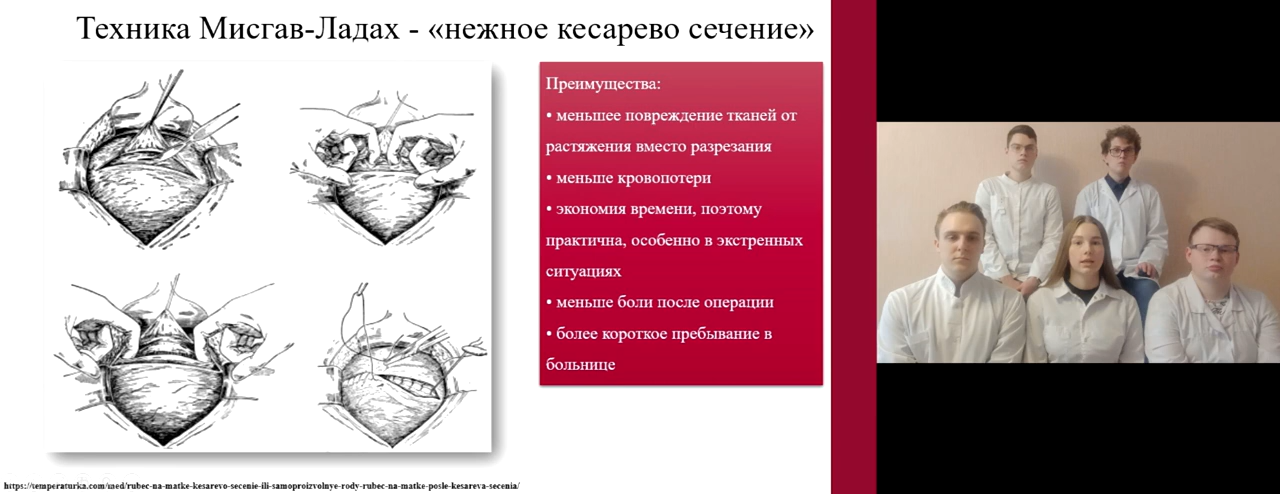 Техника Мисгав-Ладах - «нежное кесарево сечение»
Преимущества:
• меньшее повреждение тканей от
растяжения вместо разрезания
• меньше кровопотери
• экономия времени, поэтому
практична, особенно в экстренных
ситуациях
• меньше боли после операции
• более короткое пребывание в
больнице
https://temperaturka.com/med/rubec-na-matke-kesarevo-secenie-ili-samoproizvolnye-rody-rubec-na-matke-posle-kesareva-secenia/